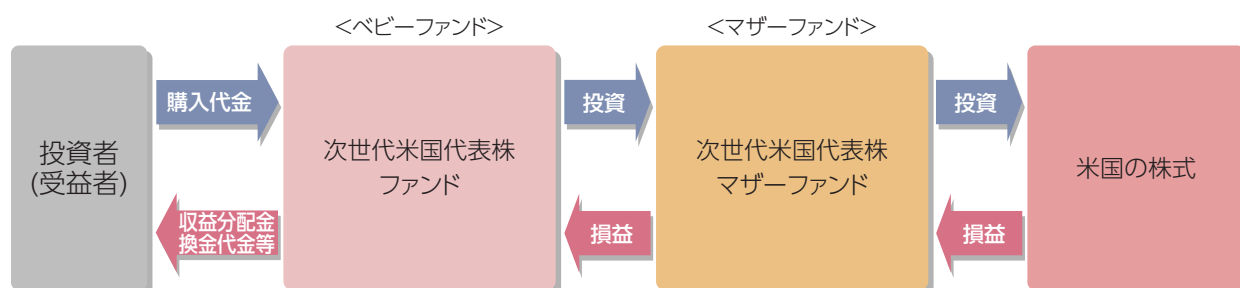 <ベビーファンド>
<マザーファンド>
投資者
(受益者)
購入代金
収益分配金
換金代金等
次世代米国代表株
ファンド
投資
損益
次世代米国代表株
マザーファンド
投資
損益
米国の株式